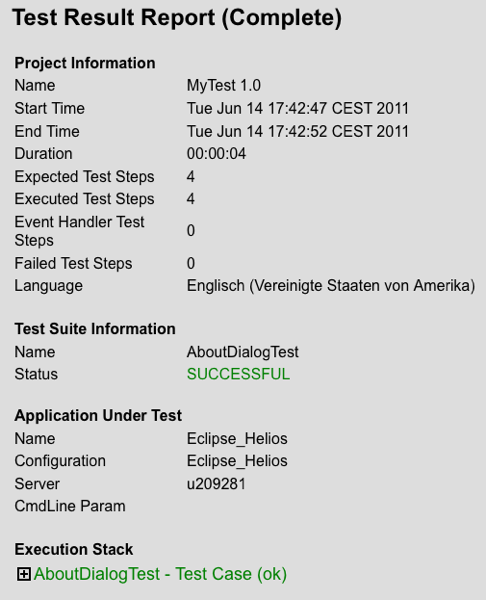 Test Result Report (Complete)
Project Information
Name MyTest 1.0
Start Time Tue Jun 14 17:42:47 CEST 2011
End Time Tue Jun 14 17:42:52 CEST 2011
Duration 00:00:04
Expected Test Steps 4
Executed Test Steps 4
Event Handler Test
Steps 0
Failed Test Steps 0
Language Englisch (Vereinigte Staaten von Amerika)
Test Suite Information
Name AboutDialogTest
Status SUCCESSFUL
Application Under Test
Name Eclipse_Helios
Configuration Eclipse_Helios
Server u209281
CmdLine Param
Execution Stack
AboutDialogTest - Test Case (ok)